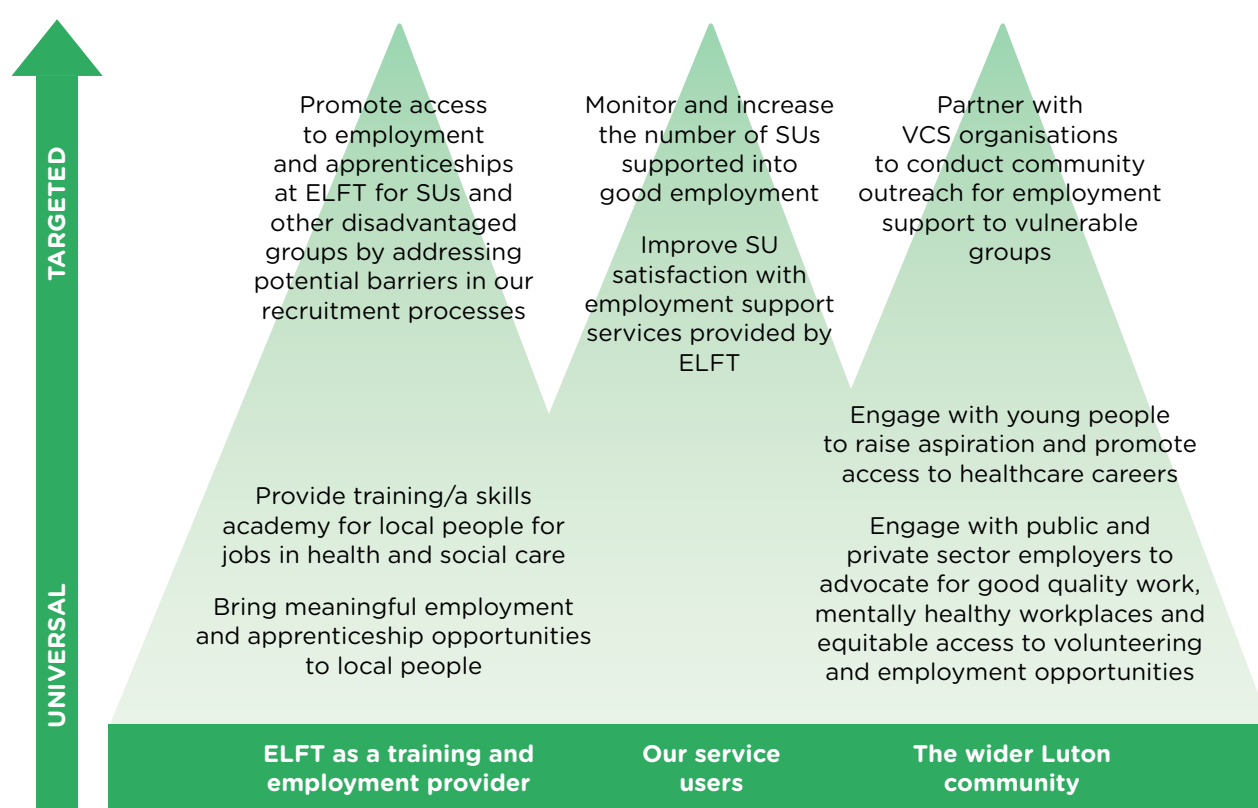 TARGETED
UNIVERSAL
Promote access
to employment
and apprenticeships
at ELFT for SUs and
other disadvantaged
groups by addressing
potential barriers in our
recruitment processes
Provide training/a skills
academy for local people for
jobs in health and social care
Bring meaningful employment
and apprenticeship opportunities
to local people
ELFT as a training and
employment provider
Monitor and increase
the number of SUs
supported into
good employment
Improve SU
satisfaction with
employment support
services provided by
ELFT
Our service
users
Partner with
VCS organisations
to conduct community
outreach for employment
support to vulnerable
groups
Engage with young people
to raise aspiration and promote
access to healthcare careers
Engage with public and
private sector employers to
advocate for good quality work,
mentally healthy workplaces and
equitable access to volunteering
and employment opportunities
The wider Luton
community